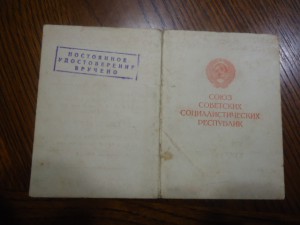 ПОСТОЯННОЕ
УДОСТОВЕРЕНИЕ
ВРУЧЕНО
СОЮЗ
СОВЕТСКИХ
СОЦИАЛИСТИЧЕСКИХ
РЕСПУБЛИК